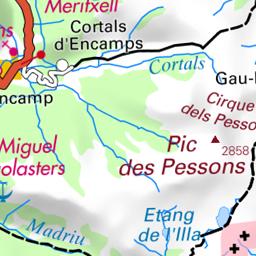 Meritxell
Cortals
d'Encamps
Cortals
Gau-l
ncamp
Cirque
dels Pesso
Miguel
olasters
Pic
des Pessons
2858
Etang
de l'Illa
Madriu